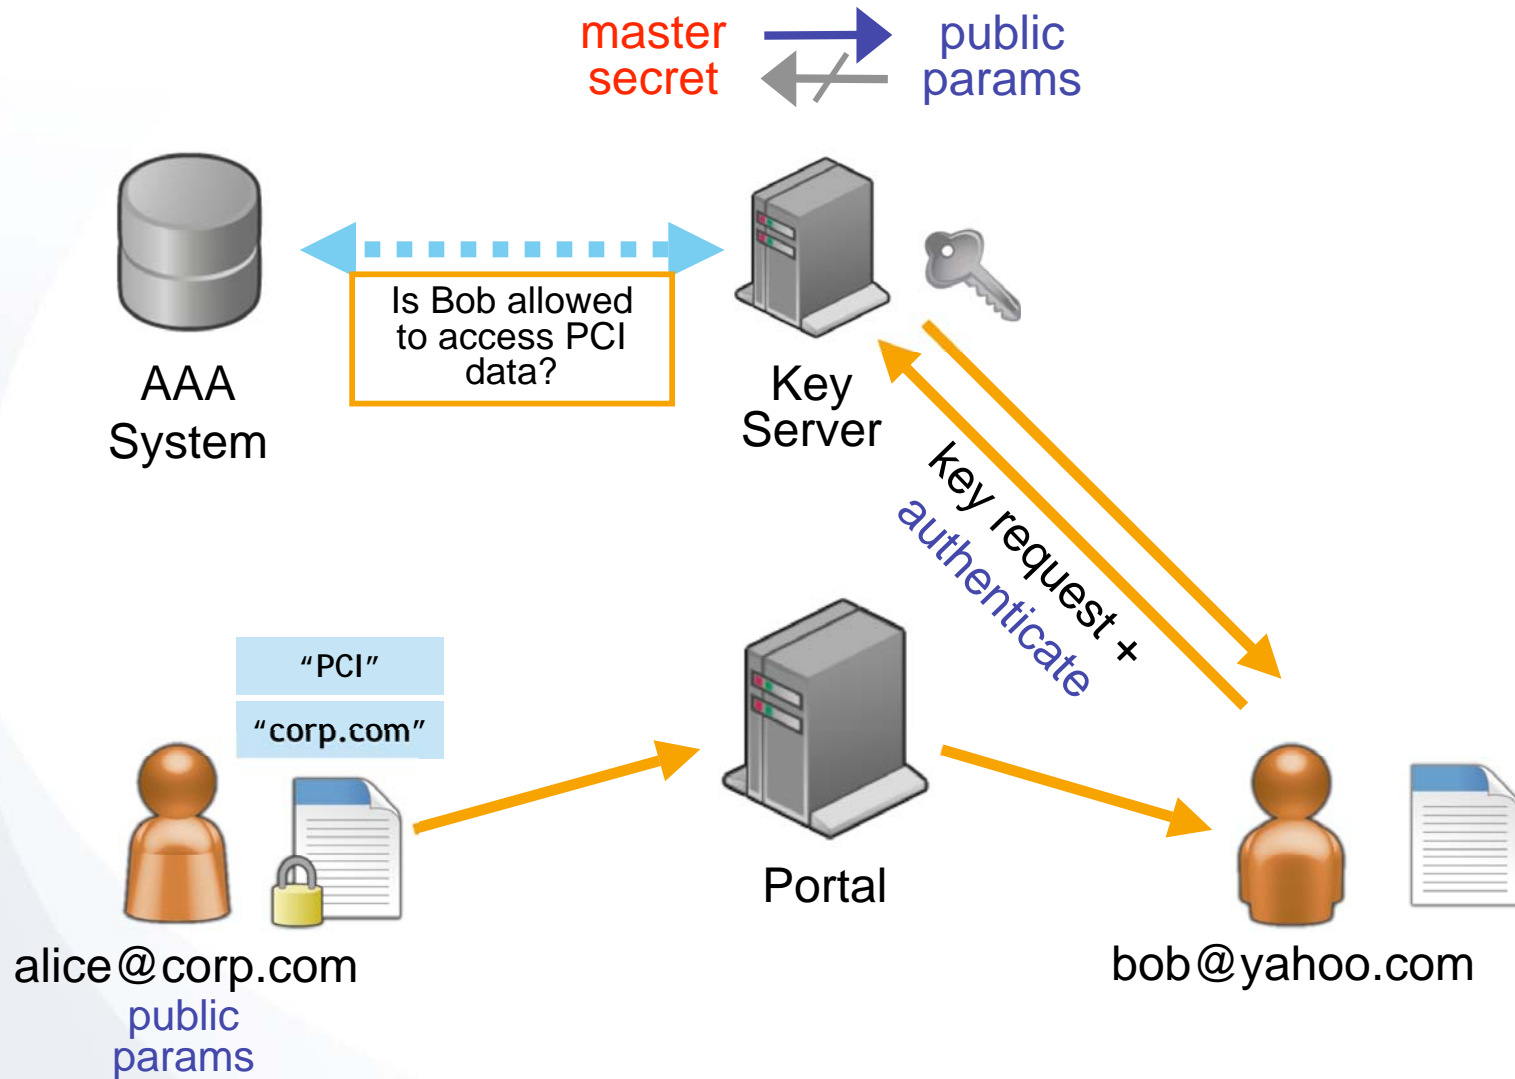 master
secret
public
params
Is Bob allowed
to access PCI
data?
AAA
System
Key
Server
key request +
authenticate
“PCI”
“corp.com”
Portal
alice@corp.com
public
params
bob@yahoo.com